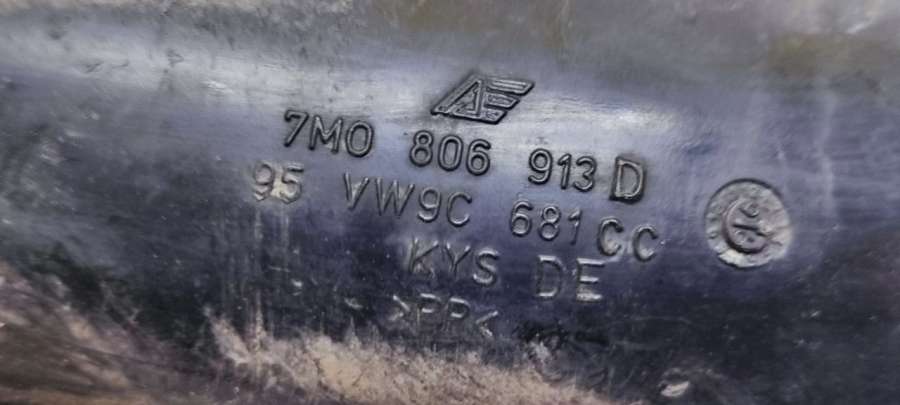 AE
7M0 806 913 D
95 VW9C 681 CC
KYS DE
>PP<